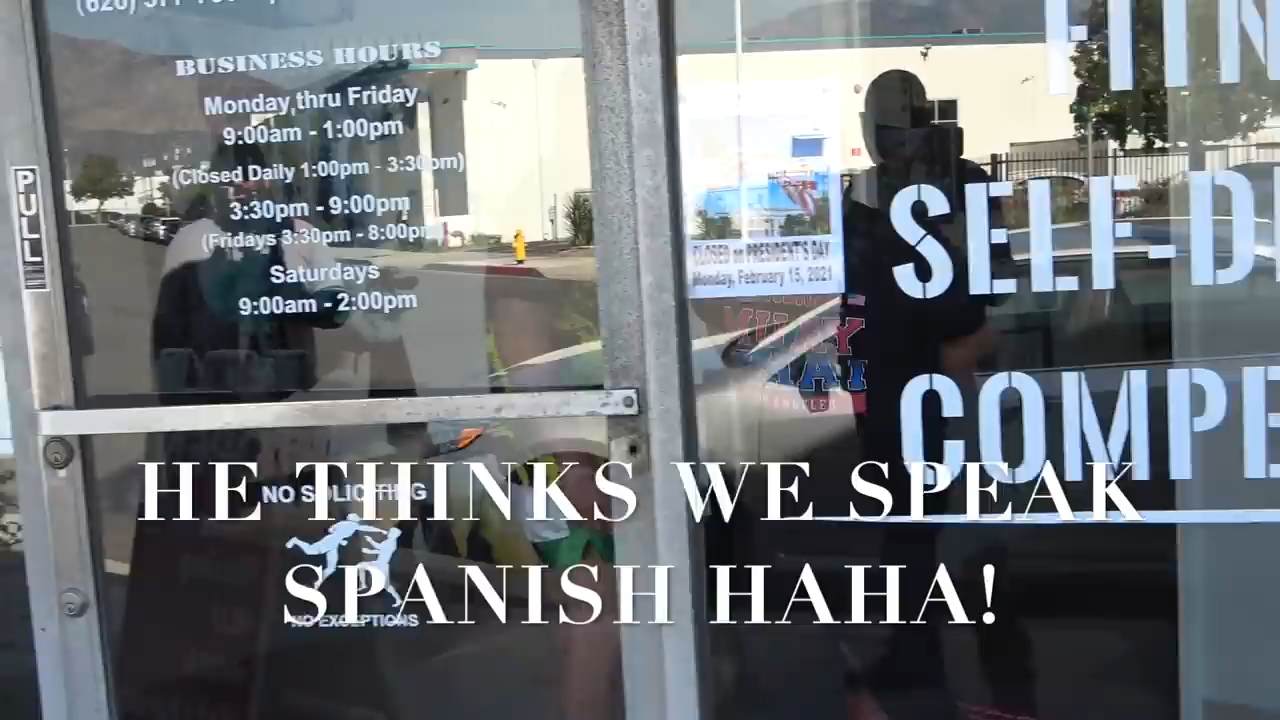 BUSINESS HOURS
Monday thru Friday
9:00am - 1:00pm
(Closed Daily 1:00pm - 3:30pm)
3:30pm - 9:00pm
(Fridays 3:30pm - 8:00pm)
Saturdays
9:00am - 2:00pm
PULL
NO SOLICITING
NO EXCEPTIONS
CLOSED on PRESIDENT'S DAY
Monday, February 15, 2021
MUAY
THAI
SELF-D
COMPE
HE THINKS WE SPEAK
SPANISH HAHA!